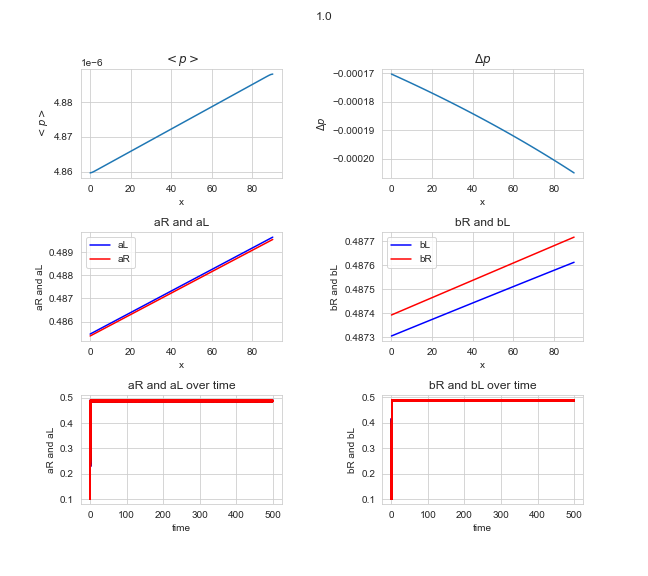 1.0
< p >
1e−6
< p >
4.88
4.87
4.86
0 20 40 60 80
x
Δp
Δp
−0.00017
−0.00018
−0.00019
−0.00020
0 20 40 60 80
x
aR and aL
aR and aL
0.489
0.488
0.487
0.486
aL
aR
0 20 40 60 80
x
bR and bL
bR and bL
0.4877
0.4876
0.4875
0.4874
0.4873
bL
bR
0 20 40 60 80
x
aR and aL over time
aR and aL
0.5
0.4
0.3
0.2
0.1
0 100 200 300 400 500
time
bR and bL over time
bR and bL
0.5
0.4
0.3
0.2
0.1
0 100 200 300 400 500
time